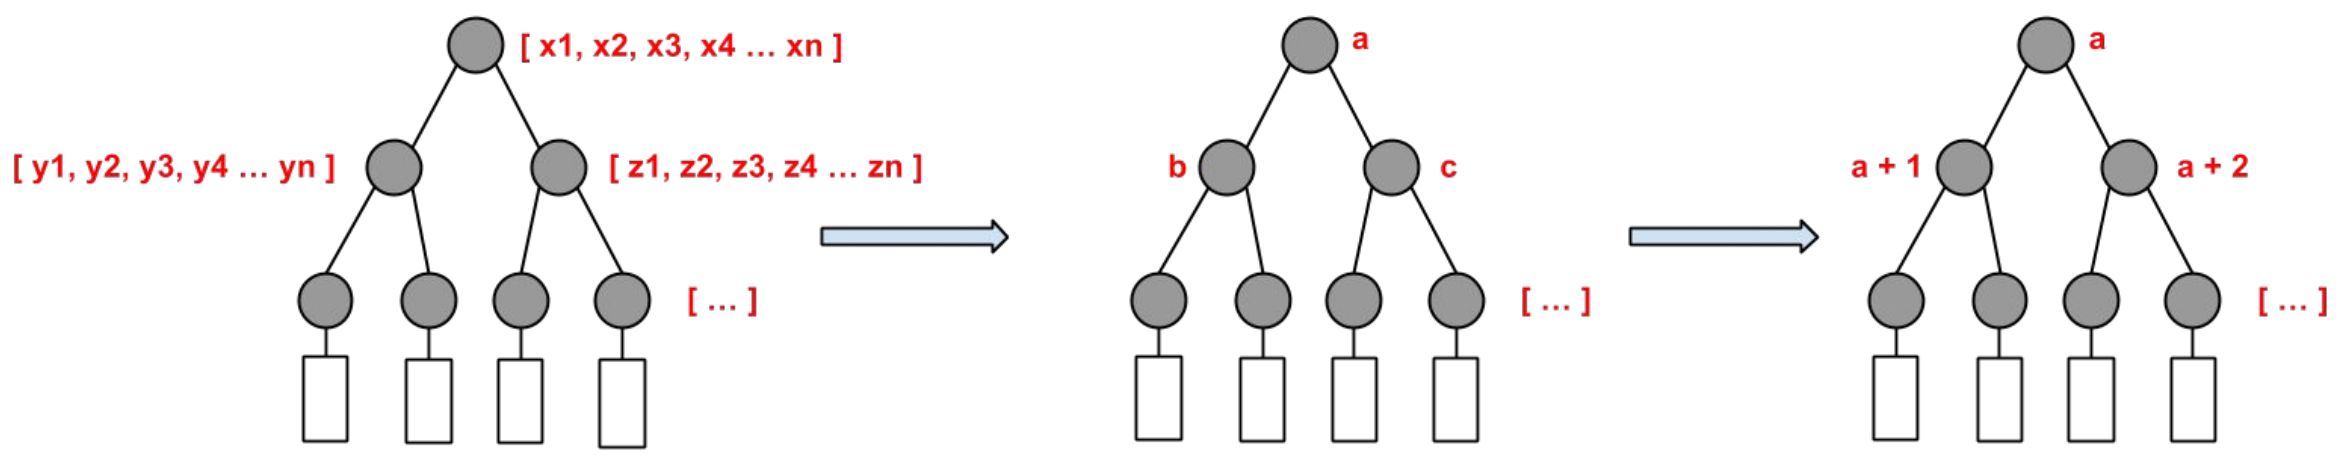 [ x1, x2, x3, x4 ... xn ]
[ y1, y2, y3, y4 ... yn ]
[ z1, z2, z3, z4 ... zn ]
[ ... ]
a
b
c
[ ... ]
a
a + 1
a + 2
[ ... ]